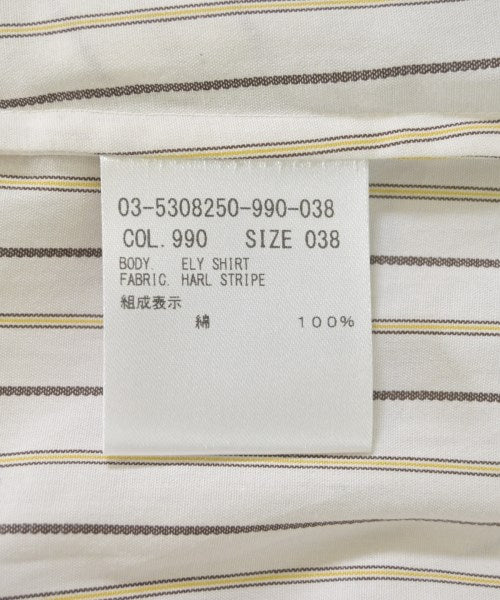 03-5308250-990-038
COL. 990 SIZE 038
BODY. ELY SHIRT
FABRIC. HARL STRIPE
組成表示
綿 100%